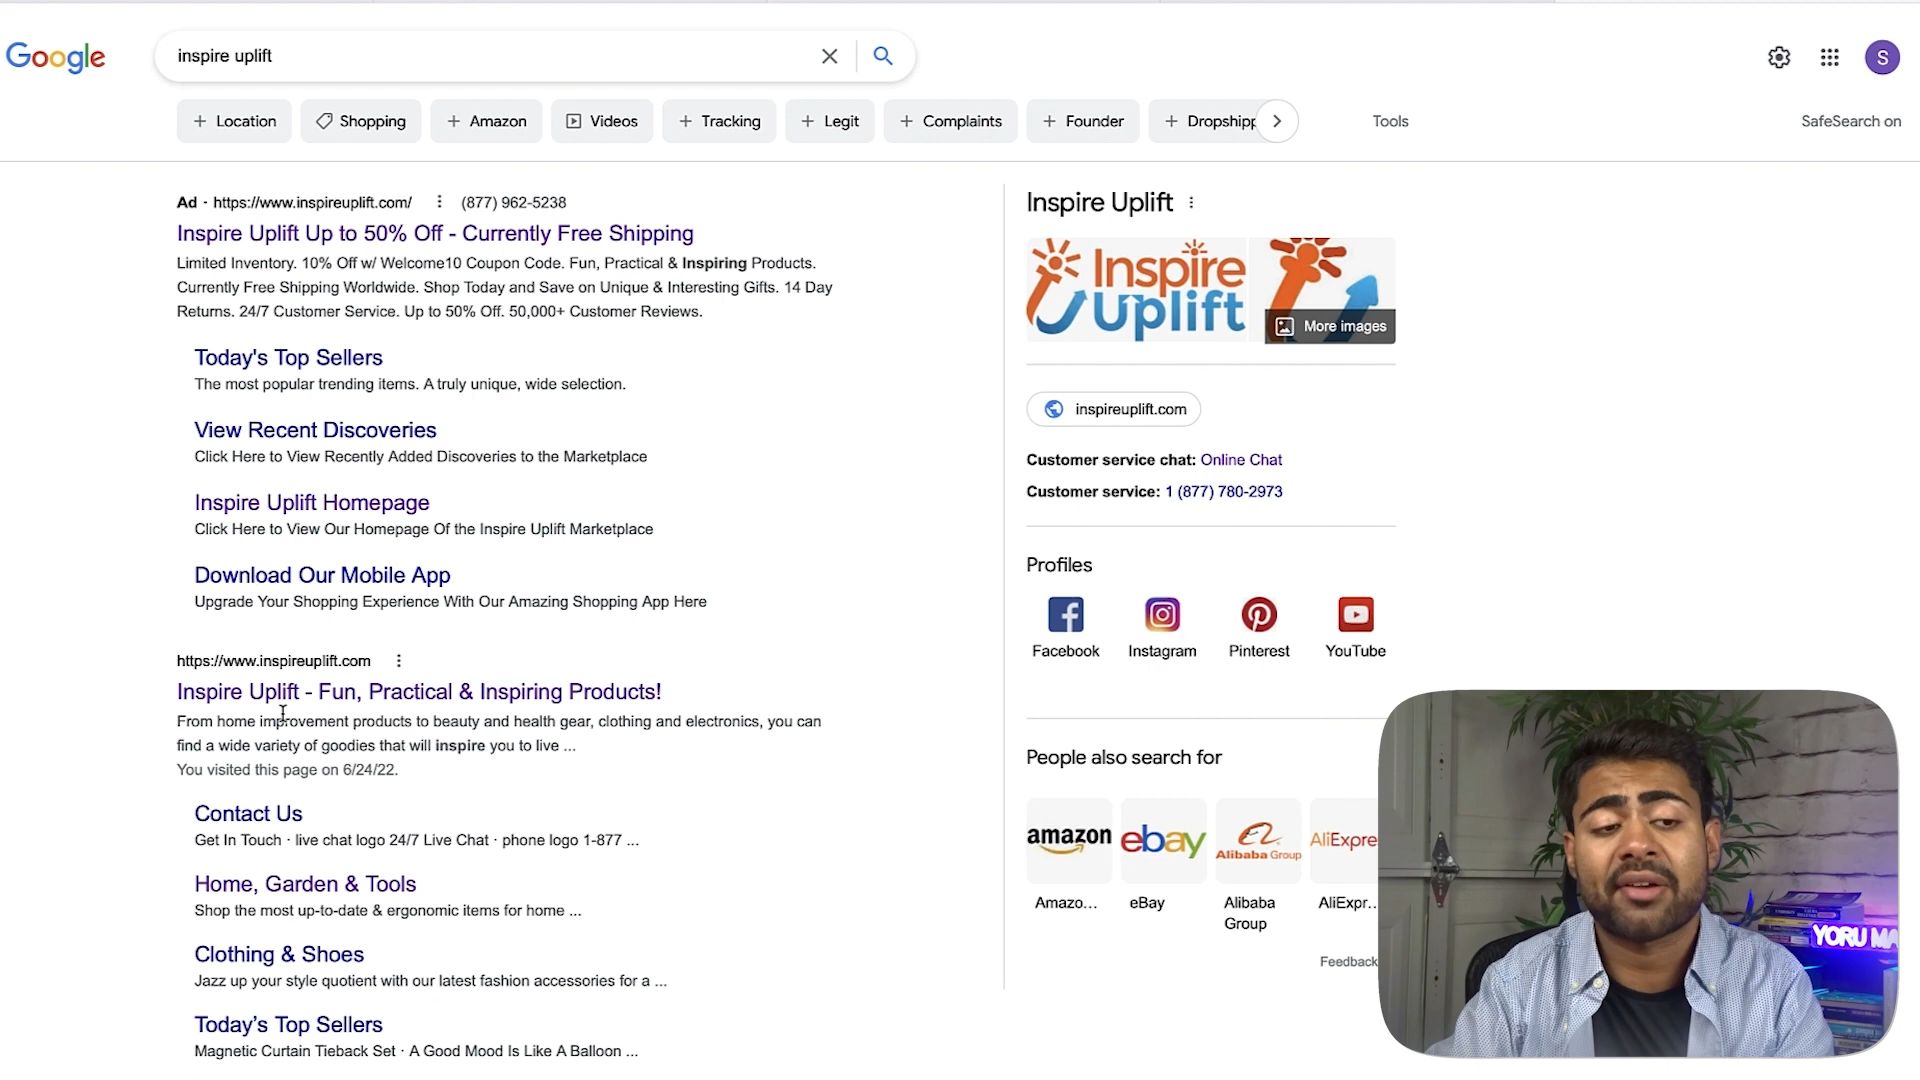 Google
inspire uplift
S
Location
Shopping
Amazon
Videos
Tracking
Legit
Complaints
Founder
Dropshipp
Tools
SafeSearch on
Ad · https://www.inspireuplift.com/ (877) 962-5238
Inspire Uplift Up to 50% Off - Currently Free Shipping
Limited Inventory. 10% Off w/ Welcome10 Coupon Code. Fun, Practical & Inspiring Products.
Currently Free Shipping Worldwide. Shop Today and Save on Unique & Interesting Gifts. 14 Day
Returns. 24/7 Customer Service. Up to 50% Off. 50,000+ Customer Reviews.
Today's Top Sellers
The most popular trending items. A truly unique, wide selection.
View Recent Discoveries
Click Here to View Recently Added Discoveries to the Marketplace
Inspire Uplift Homepage
Click Here to View Our Homepage Of the Inspire Uplift Marketplace
Download Our Mobile App
Upgrade Your Shopping Experience With Our Amazing Shopping App Here
https://www.inspireuplift.com
Inspire Uplift - Fun, Practical & Inspiring Products!
From home improvement products to beauty and health gear, clothing and electronics, you can
find a wide variety of goodies that will inspire you to live ...
You visited this page on 6/24/22.
Contact Us
Get In Touch · live chat logo 24/7 Live Chat · phone logo 1-877 ...
Home, Garden & Tools
Shop the most up-to-date & ergonomic items for home ...
Clothing & Shoes
Jazz up your style quotient with our latest fashion accessories for a ...
Today's Top Sellers
Magnetic Curtain Tieback Set · A Good Mood Is Like A Balloon ...
Inspire Uplift
Inspire
Uplift
More images
inspireuplift.com
Customer service chat: Online Chat
Customer service: 1 (877) 780-2973
Profiles
Facebook
Instagram
Pinterest
YouTube
People also search for
amazon
ebay
Alibaba Group
AliExpre
Amazo...
eBay
Alibaba
Group
AliExpr...
Feedback
YORU MA